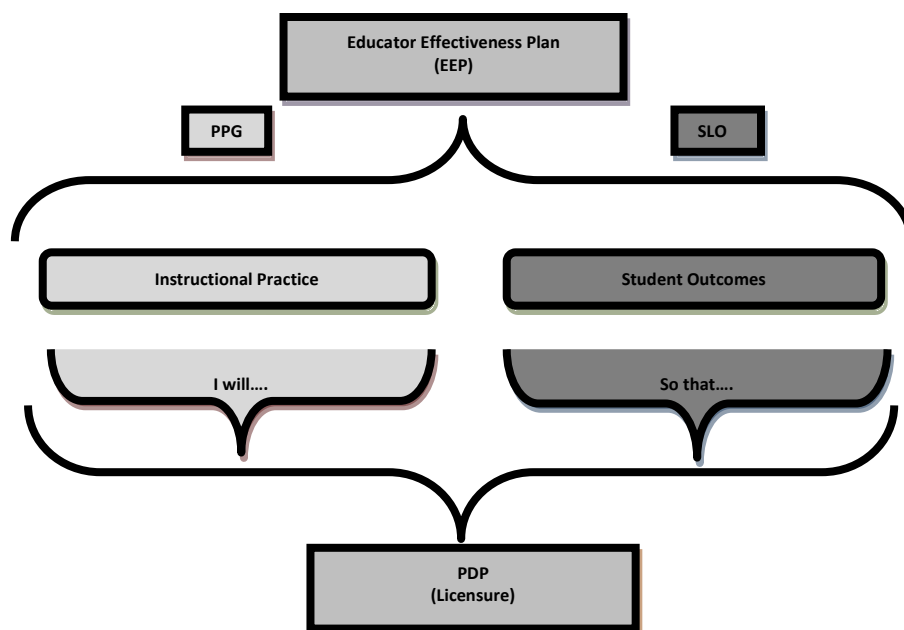 Educator Effectiveness Plan
(EEP)
PPG
SLO
Instructional Practice
Student Outcomes
I will….
So that….
PDP
(Licensure)